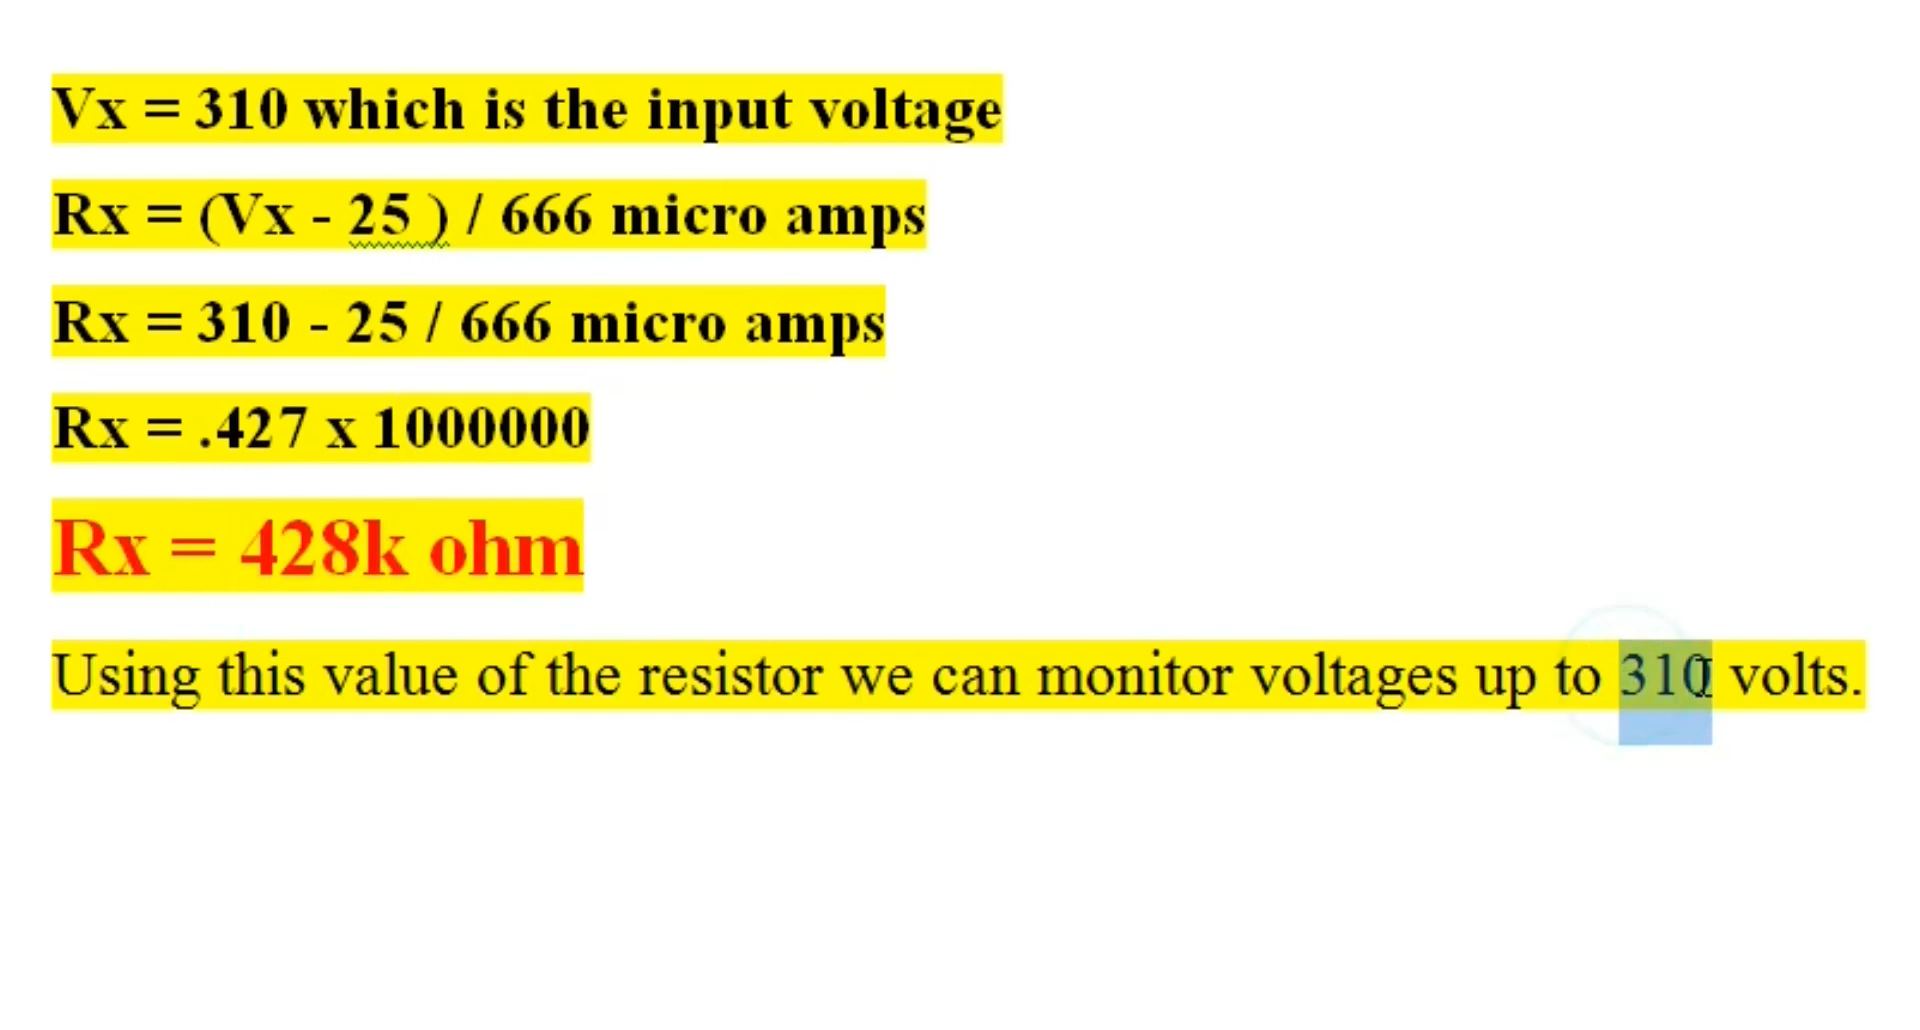 Vx = 310 which is the input voltage
Rx = (Vx - 25 ) / 666 micro amps
Rx = 310 - 25 / 666 micro amps
Rx = .427 x 1000000
Rx = 428k ohm
Using this value of the resistor we can monitor voltages up to 310 volts.